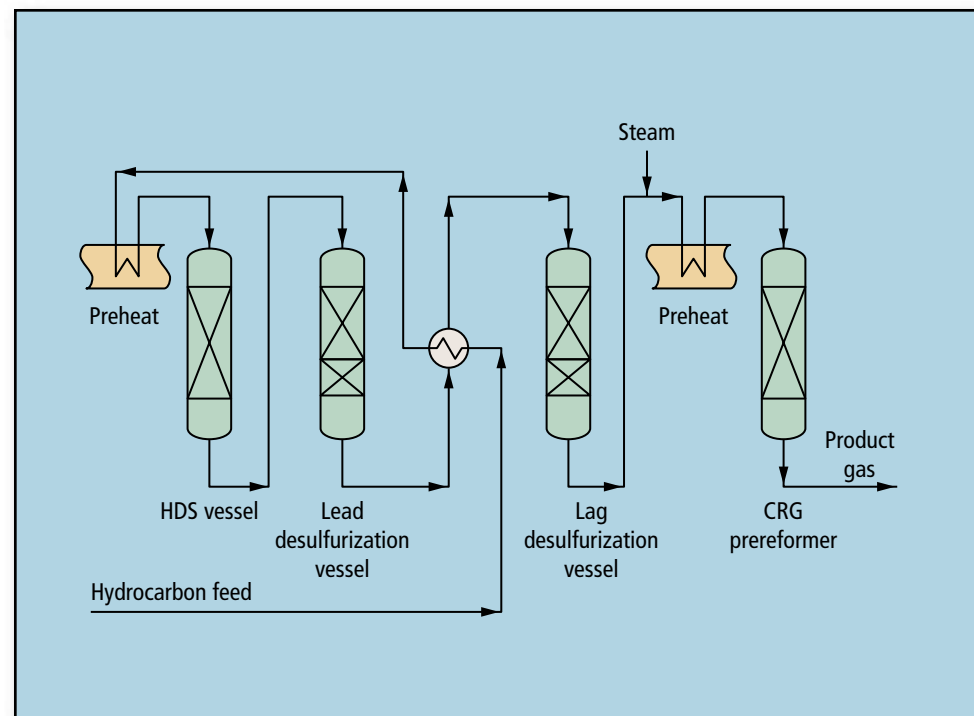 Steam
Preheat
Preheat
Product
gas
HDS vessel
Lead
desulfurization
vessel
Lag
desulfurization
vessel
CRG
prereformer
Hydrocarbon feed